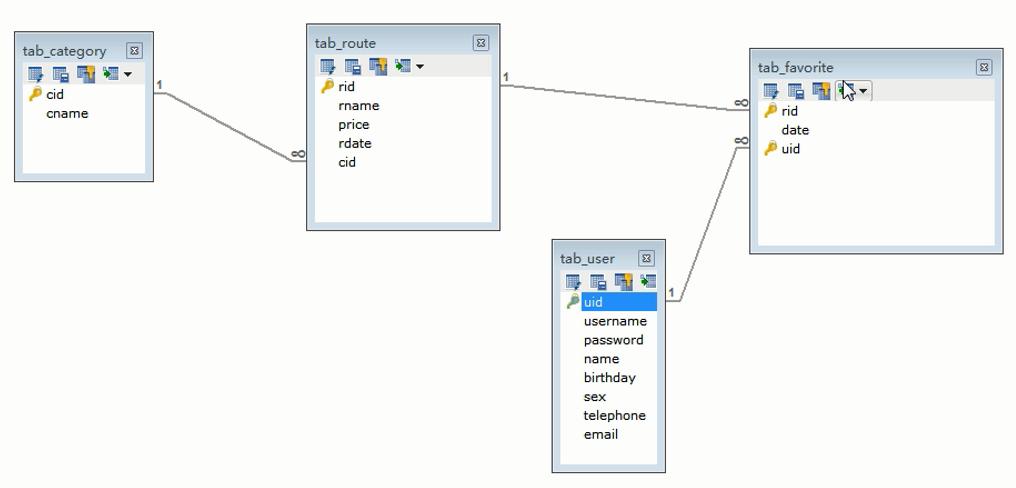 tab_category
cid
cname
1
∞
tab_route
rid
rname
price
rdate
cid
1
∞
∞
tab_favorite
rid
date
uid
tab_user
uid
username
password
name
birthday
sex
telephone
email
1